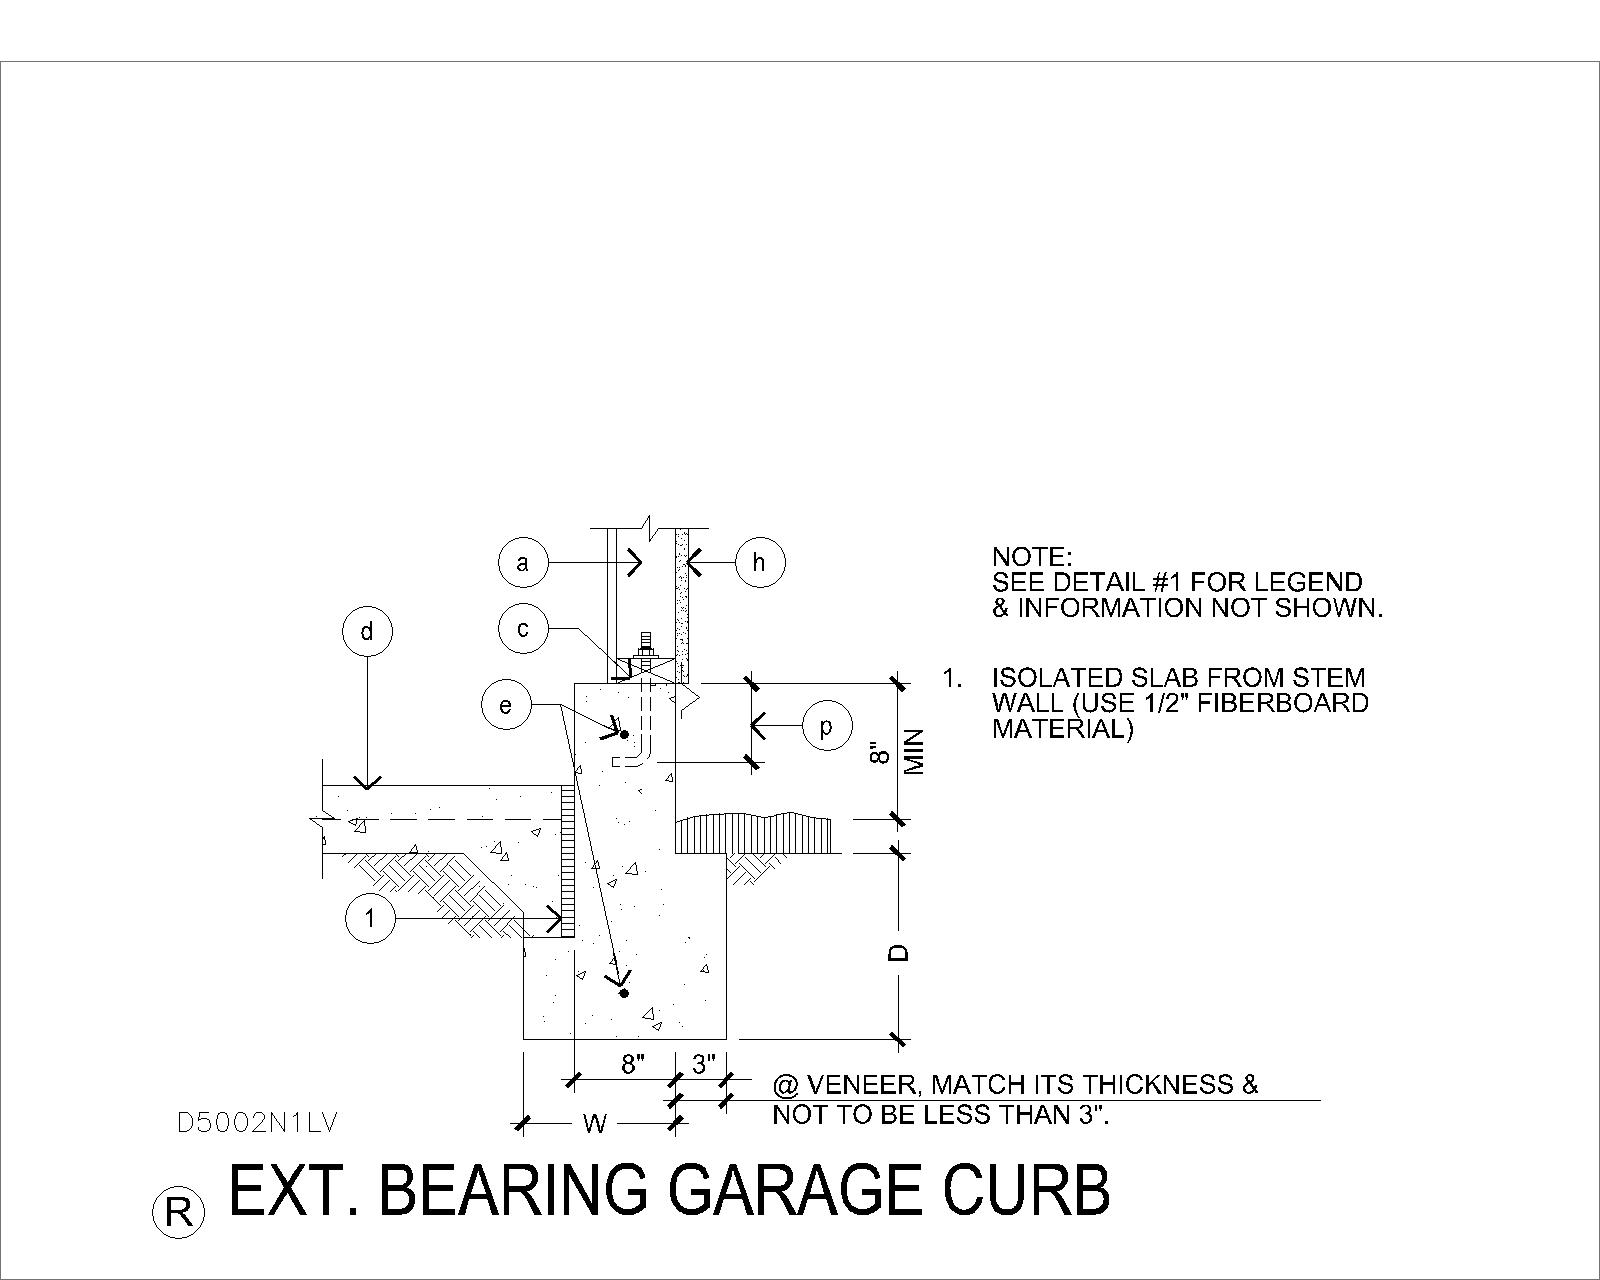 a
h
NOTE:
SEE DETAIL #1 FOR LEGEND
& INFORMATION NOT SHOWN.
c
d
1. ISOLATED SLAB FROM STEM
WALL (USE 1/2" FIBERBOARD
MATERIAL)
e
p
8"
MIN
1
D
8"
3"
@ VENEER, MATCH ITS THICKNESS &
NOT TO BE LESS THAN 3".
W
D5002N1LV
R EXT. BEARING GARAGE CURB